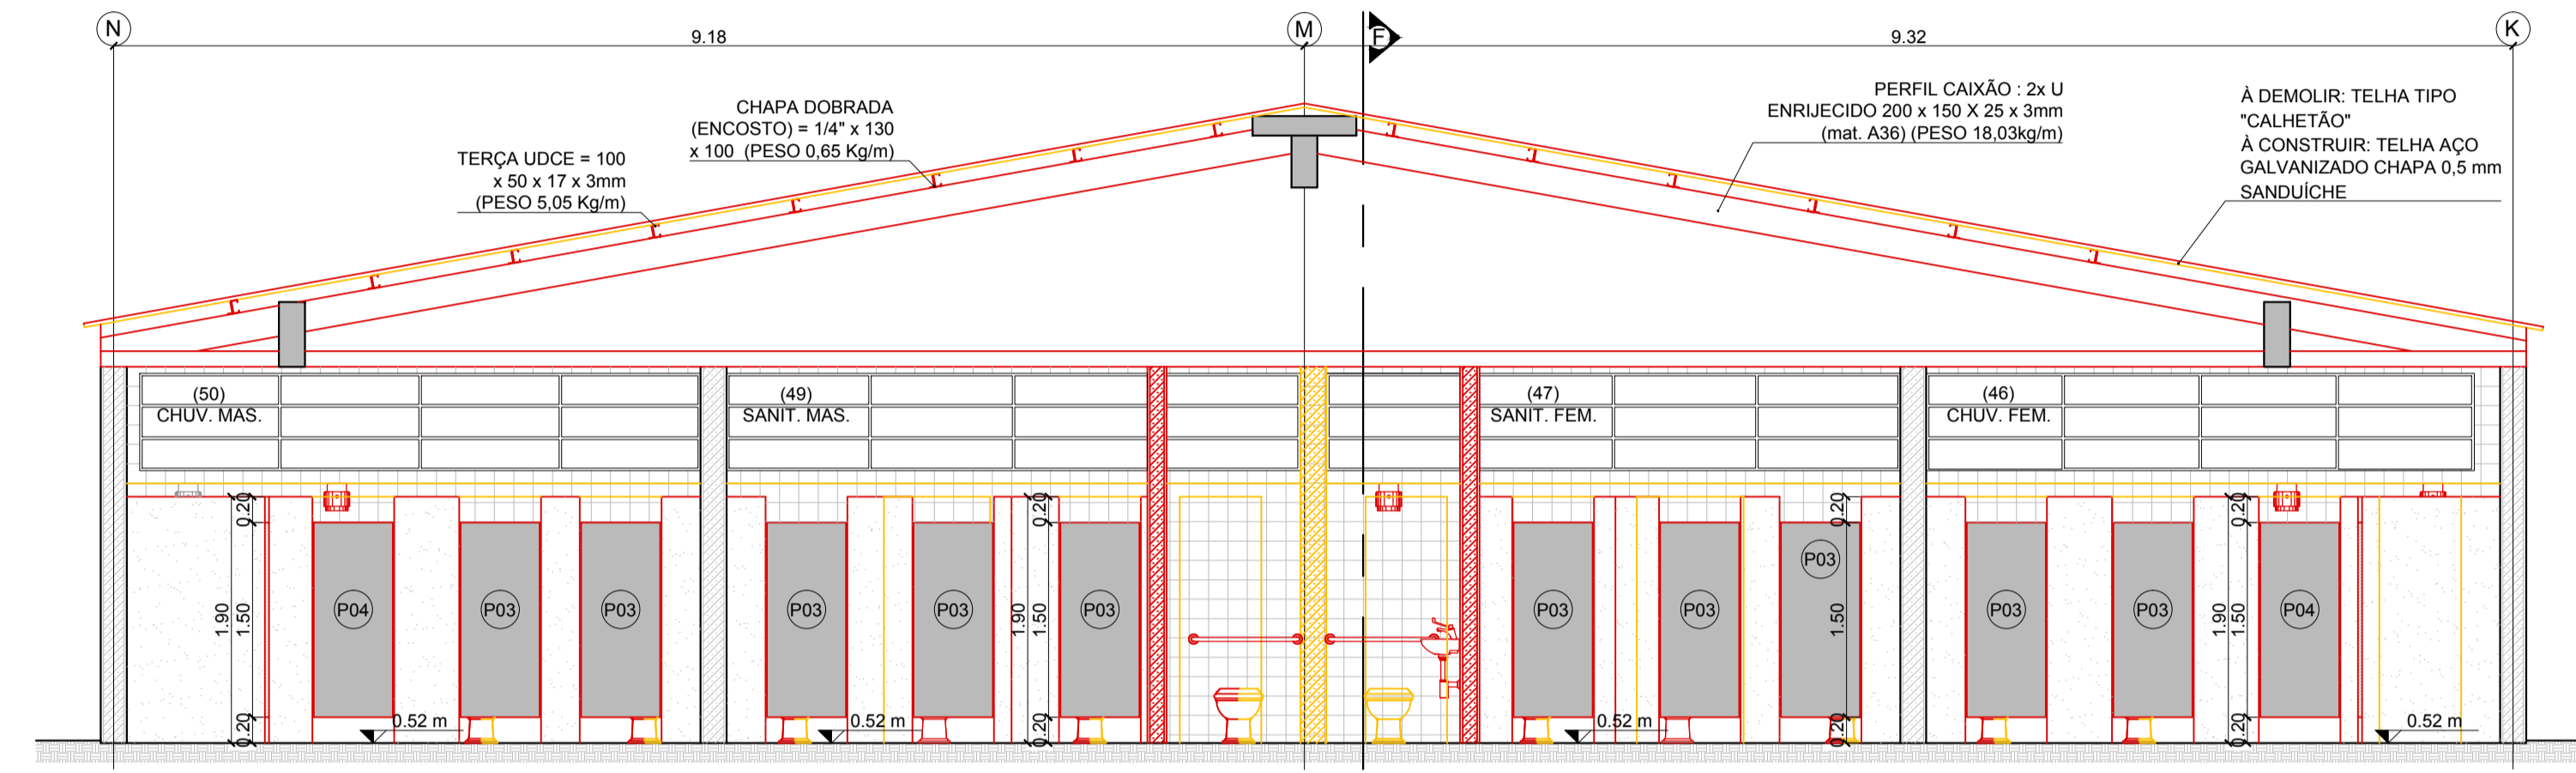 N
M
F
K
9.18
9.32
CHAPA DOBRADA
(ENCOSTO) = 1/4" x 130
x 100 (PESO 0,65 Kg/m)
TERÇA UDCE = 100
x 50 x 17 x 3mm
(PESO 5,05 Kg/m)
PERFIL CAIXÃO : 2x U
ENRIJECIDO 200 x 150 X 25 x 3mm
(mat. A36) (PESO 18,03kg/m)
À DEMOLIR: TELHA TIPO
"CALHETÃO"
À CONSTRUIR: TELHA AÇO
GALVANIZADO CHAPA 0,5 mm
SANDUÍCHE
(50)
CHUV. MAS.
(49)
SANIT. MAS.
(47)
SANIT. FEM.
(46)
CHUV. FEM.
0.20
1.90
1.50
0.20
P04
P03
P03
P03
P03
0.20
1.90
1.50
0.20
P03
P03
P03
P03
0.20
1.50
0.20
P03
P03
0.20
1.90
1.50
0.20
P04
0.52 m
0.52 m
0.52 m
0.52 m